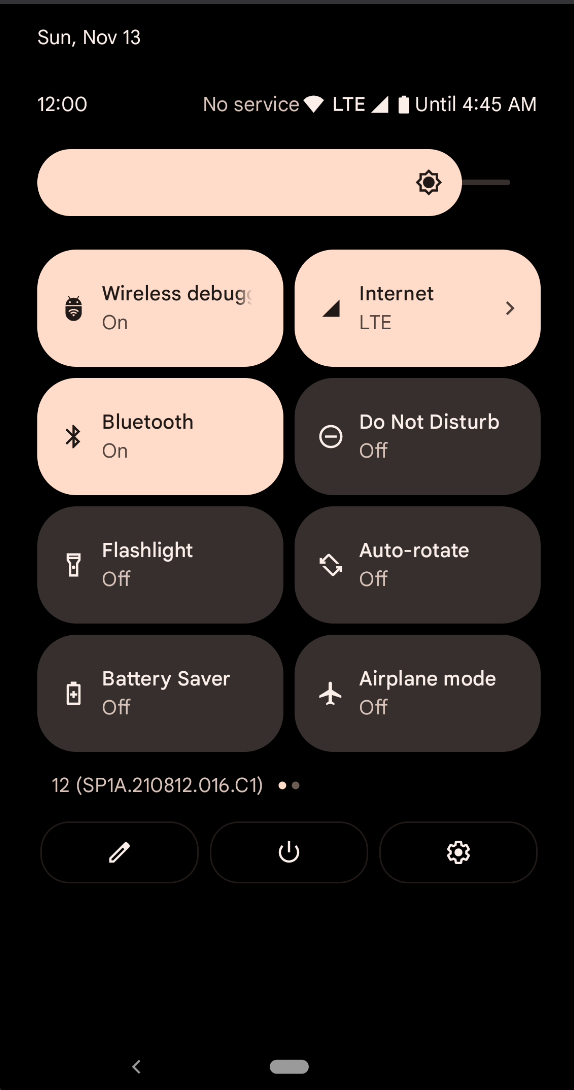 Sun, Nov 13
12:00 No service LTE Until 4:45 AM
Wireless debugg
On
Internet
LTE
Bluetooth
On
Do Not Disturb
Off
Flashlight
Off
Auto-rotate
Off
Battery Saver
Off
Airplane mode
Off
12 (SP1A.210812.016.C1)